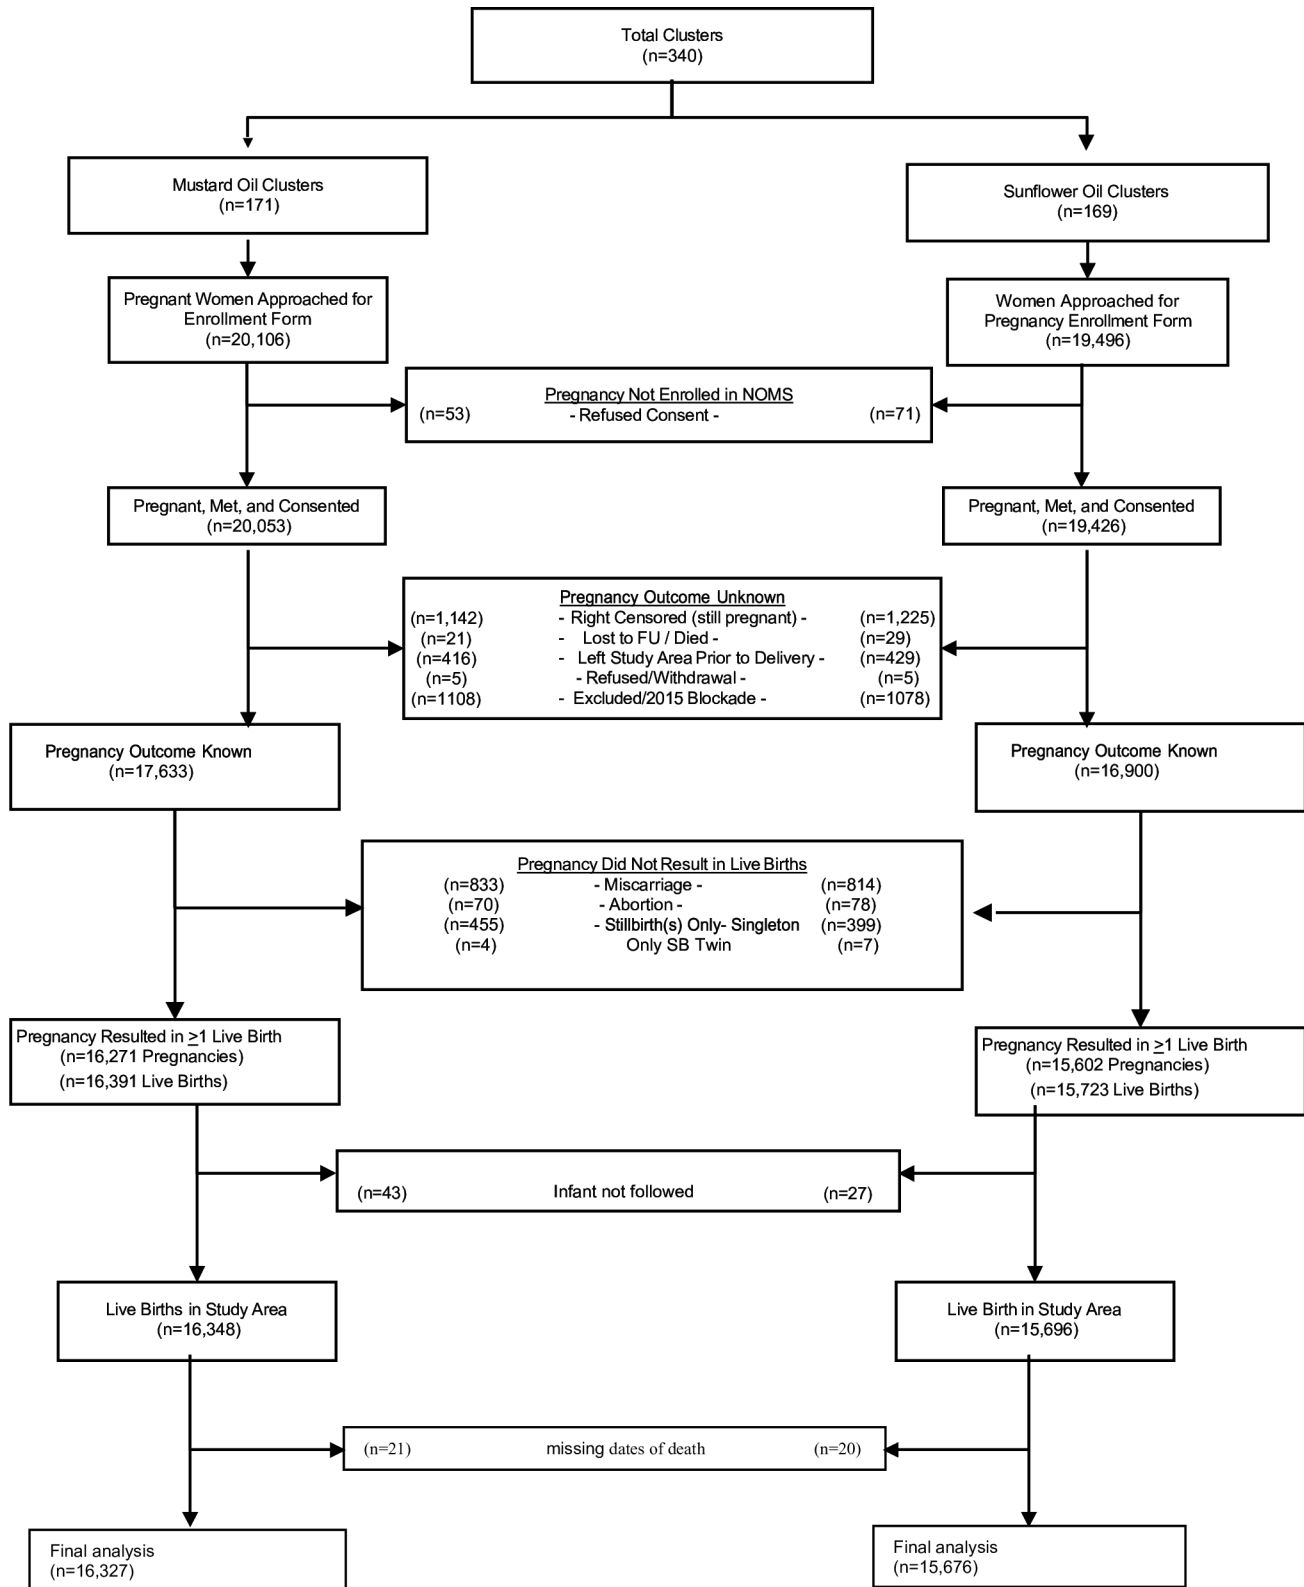 Total Clusters
(n=340)
Mustard Oil Clusters
(n=171)
Sunflower Oil Clusters
(n=169)
Pregnant Women Approached for
Enrollment Form
(n=20,106)
Women Approached for
Pregnancy Enrollment Form
(n=19,496)
Pregnancy Not Enrolled in NOMS
(n=53) - Refused Consent - (n=71)
Pregnant, Met, and Consented
(n=20,053)
Pregnant, Met, and Consented
(n=19,426)
Pregnancy Outcome Unknown
(n=1,142) - Right Censored (still pregnant) - (n=1,225)
(n=21) - Lost to FU / Died - (n=29)
(n=416) - Left Study Area Prior to Delivery - (n=429)
(n=5) - Refused/Withdrawal - (n=5)
(n=1108) - Excluded/2015 Blockade - (n=1078)
Pregnancy Outcome Known
(n=17,633)
Pregnancy Outcome Known
(n=16,900)
Pregnancy Did Not Result in Live Births
(n=833) - Miscarriage - (n=814)
(n=70) - Abortion - (n=78)
(n=455) - Stillbirth(s) Only- Singleton (n=399)
(n=4) Only SB Twin (n=7)
Pregnancy Resulted in ≥1 Live Birth
(n=16,271 Pregnancies)
(n=16,391 Live Births)
Pregnancy Resulted in ≥1 Live Birth
(n=15,602 Pregnancies)
(n=15,723 Live Births)
(n=43) Infant not followed (n=27)
Live Births in Study Area
(n=16,348)
Live Birth in Study Area
(n=15,696)
(n=21) missing dates of death (n=20)
Final analysis
(n=16,327)
Final analysis
(n=15,676)